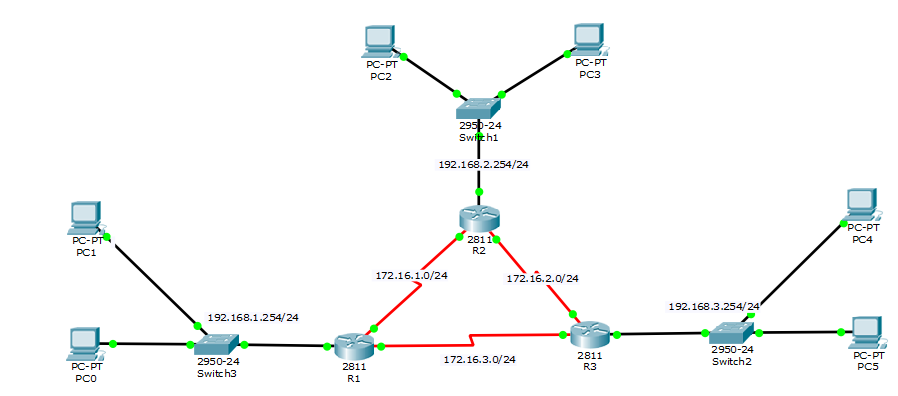 PC-PT
PC2
PC-PT
PC3
2950-24
Switch1
192.168.2.254/24
2811
R2
PC-PT
PC1
172.16.1.0/24
172.16.2.0/24
PC-PT
PC4
192.168.1.254/24
192.168.3.254/24
PC-PT
PC0
2950-24
Switch3
2811
R1
172.16.3.0/24
2811
R3
2950-24
Switch2
PC-PT
PC5